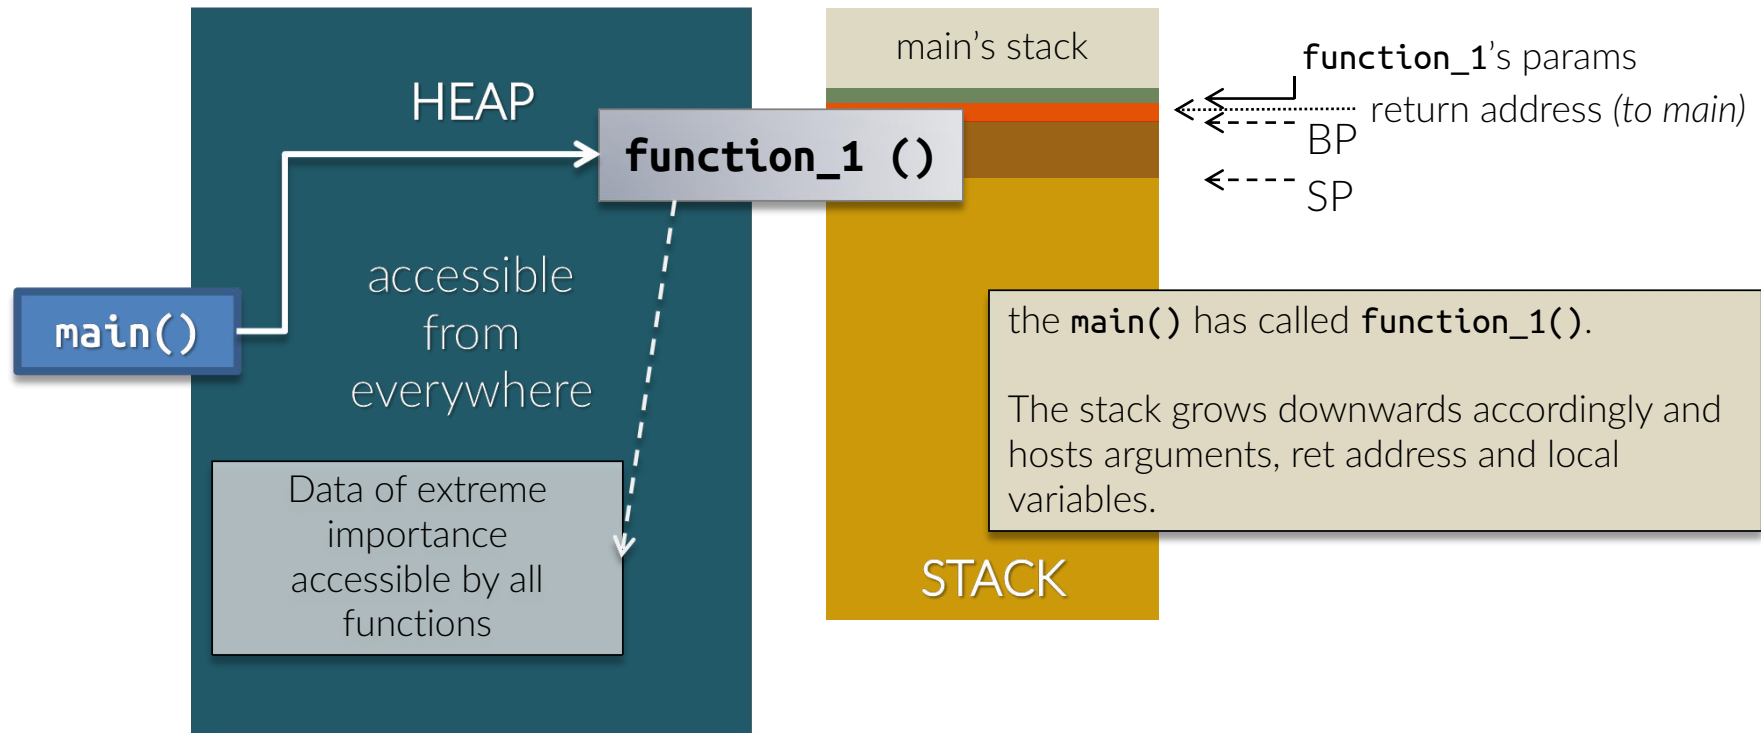 HEAP
main's stack
function_1's params
return address (to main)
BP
SP
function_1 ()
main()
accessible
from
everywhere
Data of extreme
importance
accessible by all
functions
the main() has called function_1().
The stack grows downwards accordingly and
hosts arguments, ret address and local
variables.
STACK